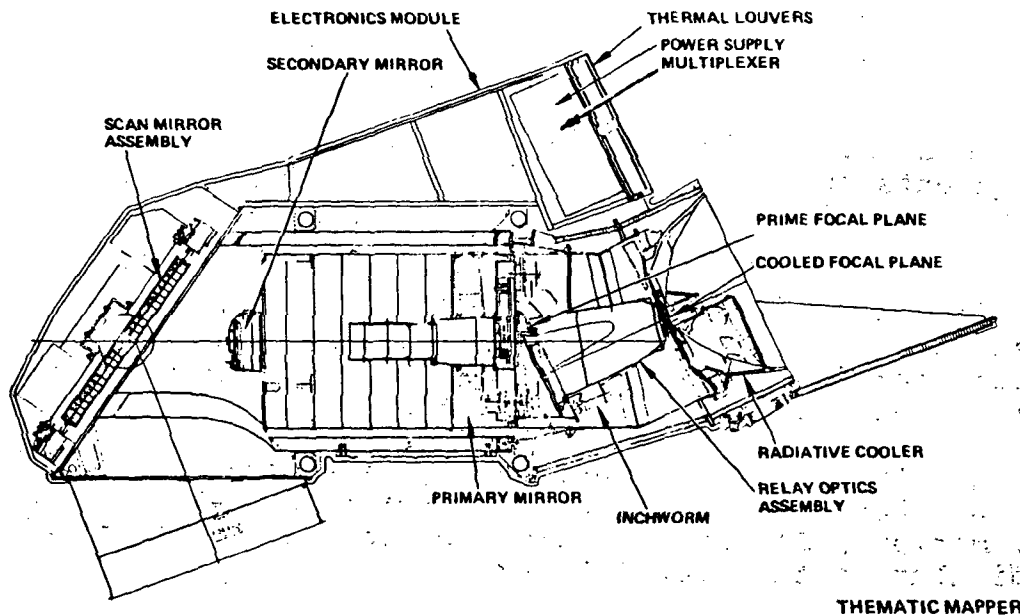 ELECTRONICS MODULE
THERMAL LOUVERS
POWER SUPPLY
MULTIPLEXER
SECONDARY MIRROR
SCAN MIRROR
ASSEMBLY
PRIME FOCAL PLANE
COOLED FOCAL PLANE
RADIATIVE COOLER
RELAY OPTICS
ASSEMBLY
PRIMARY MIRROR
INCHWORM
THEMATIC MAPPER